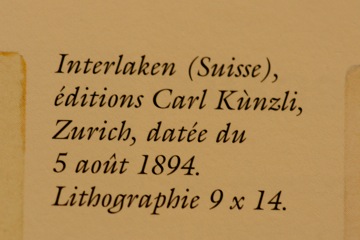 Interlaken (Suisse),
éditions Carl Kùnzli,
Zurich, datée du
5 août 1894.
Lithographie 9 x 14.